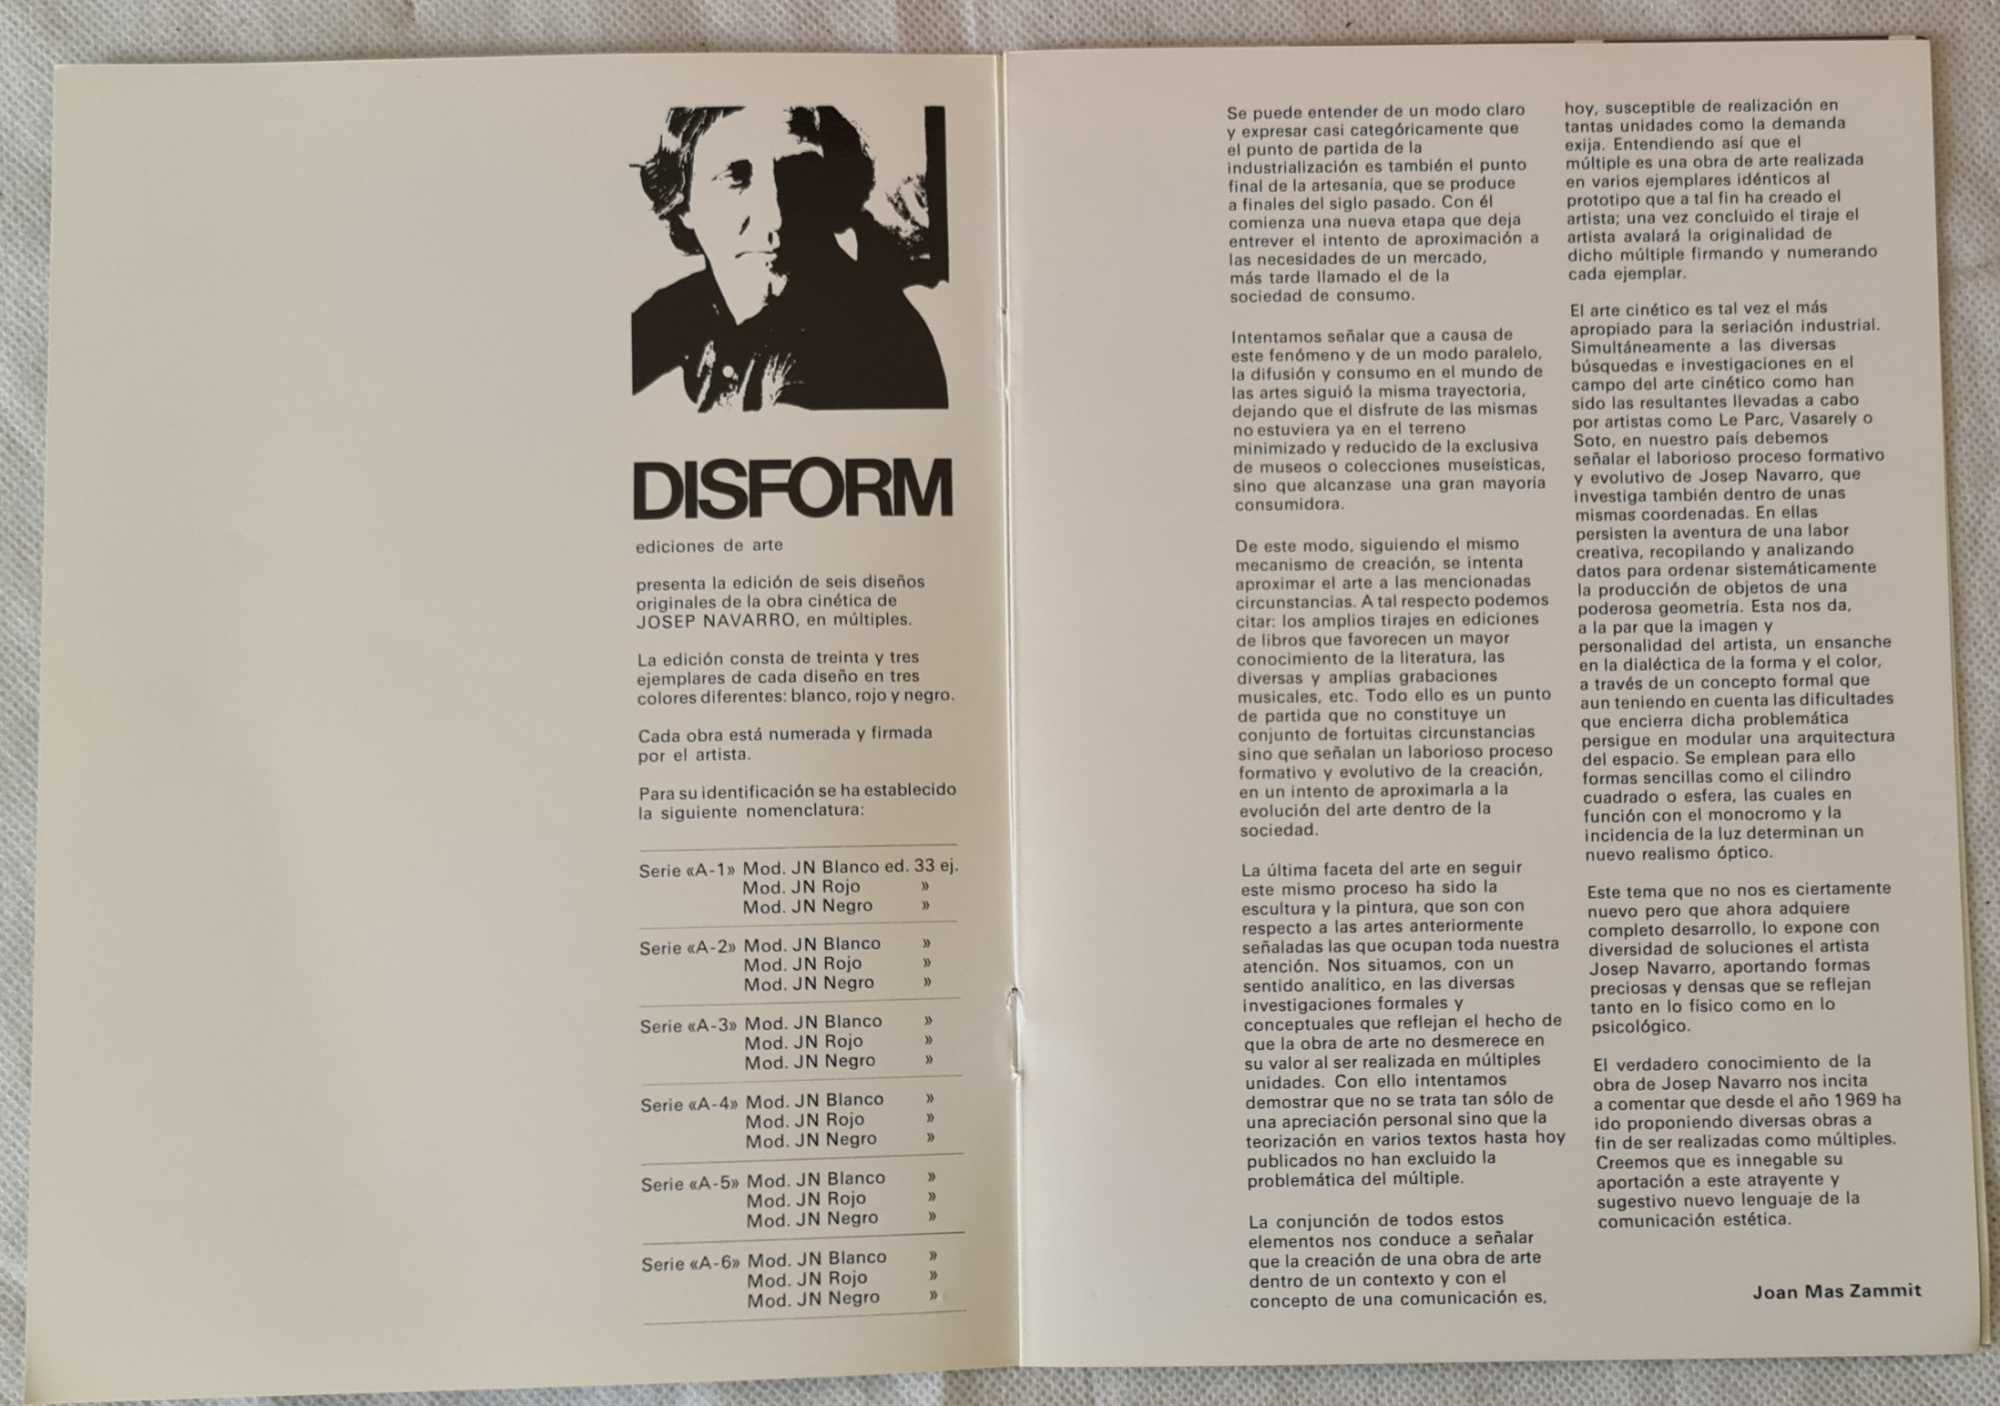 DISFORM
ediciones de arte
presenta la edición de seis diseños
originales de la obra cinética de
JOSEP NAVARRO, en múltiples.
La edición consta de treinta y tres
ejemplares de cada diseño en tres
colores diferentes: blanco, rojo y negro.
Cada obra está numerada y firmada
por el artista.
Para su identificación se ha establecido
la siguiente nomenclatura:
Serie «A-1» Mod. JN Blanco ed. 33 ej.
Mod. JN Rojo »
Mod. JN Negro »
Serie «A-2» Mod. JN Blanco »
Mod. JN Rojo »
Mod. JN Negro »
Serie «A-3» Mod. JN Blanco »
Mod. JN Rojo »
Mod. JN Negro »
Serie «A-4» Mod. JN Blanco »
Mod. JN Rojo »
Mod. JN Negro »
Serie «A-5» Mod. JN Blanco »
Mod. JN Rojo »
Mod. JN Negro »
Serie «A-6» Mod. JN Blanco »
Mod. JN Rojo »
Mod. JN Negro »
Se puede entender de un modo claro
y expresar casi categóricamente que
el punto de partida de la
industrialización es también el punto
final de la artesanía, que se produce
a finales del siglo pasado. Con él
comienza una nueva etapa que deja
entrever el intento de aproximación a
las necesidades de un mercado,
más tarde llamado el de la
sociedad de consumo.
Intentamos señalar que a causa de
este fenómeno y de un modo paralelo,
la difusión y consumo en el mundo de
las artes siguió la misma trayectoria,
dejando que el disfrute de las mismas
no estuviera ya en el terreno
minimizado y reducido de la exclusiva
de museos o colecciones museísticas,
sino que alcanzase una gran mayoría
consumidora.
De este modo, siguiendo el mismo
mecanismo de creación, se intenta
aproximar el arte a las mencionadas
circunstancias. A tal respecto podemos
citar: los amplios tirajes en ediciones
de libros que favorecen un mayor
conocimiento de la literatura, las
diversas y amplias grabaciones
musicales, etc. Todo ello es un punto
de partida que no constituye un
conjunto de fortuitas circunstancias
sino que señalan un laborioso proceso
formativo y evolutivo de la creación,
en un intento de aproximarla a la
evolución del arte dentro de la
sociedad.
La última faceta del arte en seguir
este mismo proceso ha sido la
escultura y la pintura, que son con
respecto a las artes anteriormente
señaladas las que ocupan toda nuestra
atención. Nos situamos, con un
sentido analítico, en las diversas
investigaciones formales y
conceptuales que reflejan el hecho de
que la obra de arte no desmerece en
su valor al ser realizada en múltiples
unidades. Con ello intentamos
demostrar que no se trata tan sólo de
una apreciación personal sino que la
teorización en varios textos hasta hoy
publicados no han excluido la
problemática del múltiple.
La conjunción de todos estos
elementos nos conduce a señalar
que la creación de una obra de arte
dentro de un contexto y con el
concepto de una comunicación es,
hoy, susceptible de realización en
tantas unidades como la demanda
exija. Entendiendo así que el
múltiple es una obra de arte realizada
en varios ejemplares idénticos al
prototipo que a tal fin ha creado el
artista; una vez concluido el tiraje el
artista avalará la originalidad de
dicho múltiple firmando y numerando
cada ejemplar.
El arte cinético es tal vez el más
apropiado para la seriación industrial.
Simultáneamente a las diversas
búsquedas e investigaciones en el
campo del arte cinético como han
sido las resultantes llevadas a cabo
por artistas como Le Parc, Vasarely o
Soto, en nuestro país debemos
señalar el laborioso proceso formativo
y evolutivo de Josep Navarro, que
investiga también dentro de unas
mismas coordenadas. En ellas
persisten la aventura de una labor
creativa, recopilando y analizando
datos para ordenar sistemáticamente
la producción de objetos de una
poderosa geometría. Esta nos da,
a la par que la imagen y
personalidad del artista, un ensanche
en la dialéctica de la forma y el color,
a través de un concepto formal que
aun teniendo en cuenta las dificultades
que encierra dicha problemática
persigue en modular una arquitectura
del espacio. Se emplean para ello
formas sencillas como el cilindro
cuadrado o esfera, las cuales en
función con el monocromo y la
incidencia de la luz determinan un
nuevo realismo óptico.
Este tema que no nos es ciertamente
nuevo pero que ahora adquiere
completo desarrollo, lo expone con
diversidad de soluciones el artista
Josep Navarro, aportando formas
preciosas y densas que se reflejan
tanto en lo físico como en lo
psicológico.
El verdadero conocimiento de la
obra de Josep Navarro nos incita
a comentar que desde el año 1969 ha
ido proponiendo diversas obras a
fin de ser realizadas como múltiples.
Creemos que es innegable su
aportación a este atrayente y
sugestivo nuevo lenguaje de la
comunicación estética.
Joan Mas Zammit